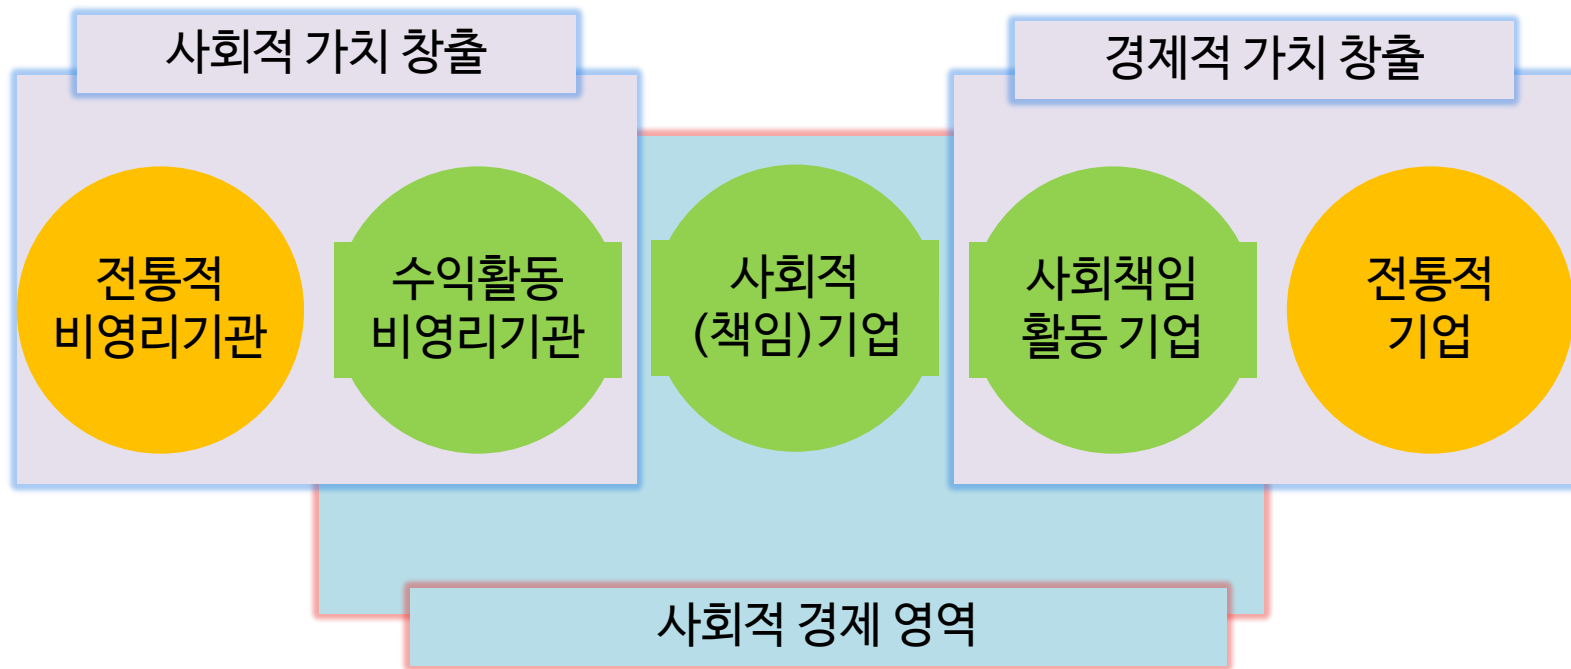 사회적 가치 창출
경제적 가치 창출
전통적
비영리기관
수익활동
비영리기관
사회적
(책임)기업
사회책임
활동 기업
전통적
기업
사회적 경제 영역